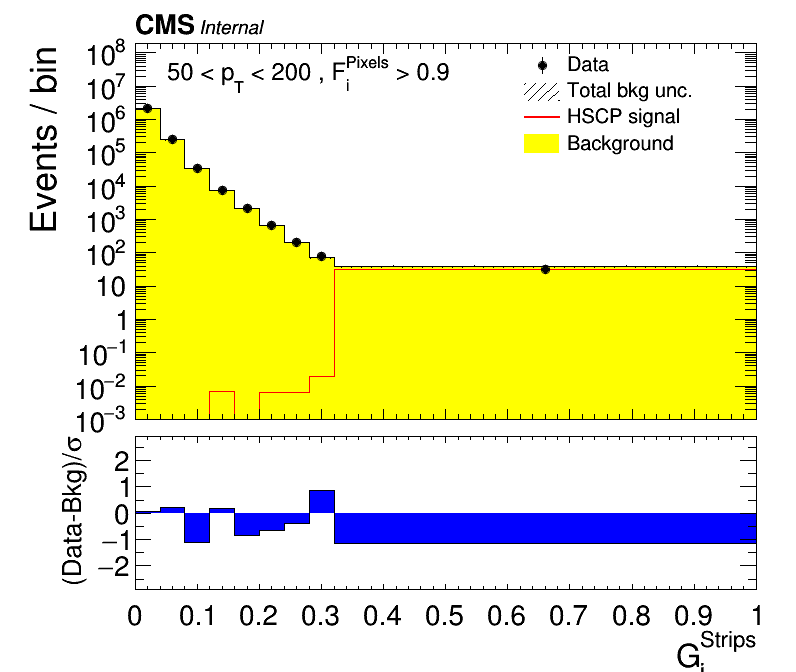 CMS Internal
50 < p_T < 200 , F_i^Pixels > 0.9
Data
Total bkg unc.
HSCP signal
Background
Events / bin
10^8
10^7
10^6
10^5
10^4
10^3
10^2
10
1
10^−1
10^−2
10^−3
(Data-Bkg)/σ
2
1
0
−1
−2
0 0.1 0.2 0.3 0.4 0.5 0.6 0.7 0.8 0.9 1
G_i^Strips